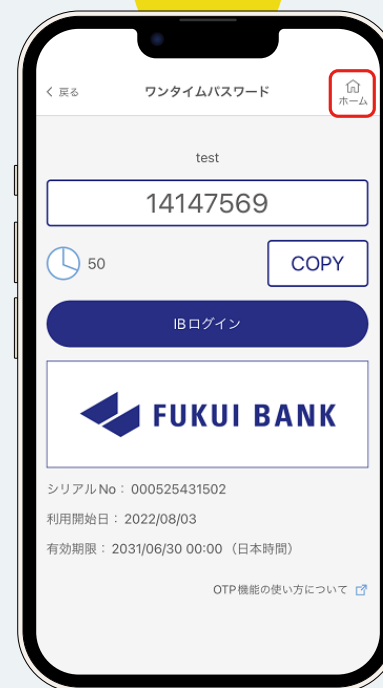 戻る
ワンタイムパスワード
ホーム
test
14147569
50
COPY
IBログイン
FUKUI BANK
シリアルNo：000525431502
利用開始日：2022/08/03
有効期限：2031/06/30 00:00（日本時間）
OTP機能の使い方について